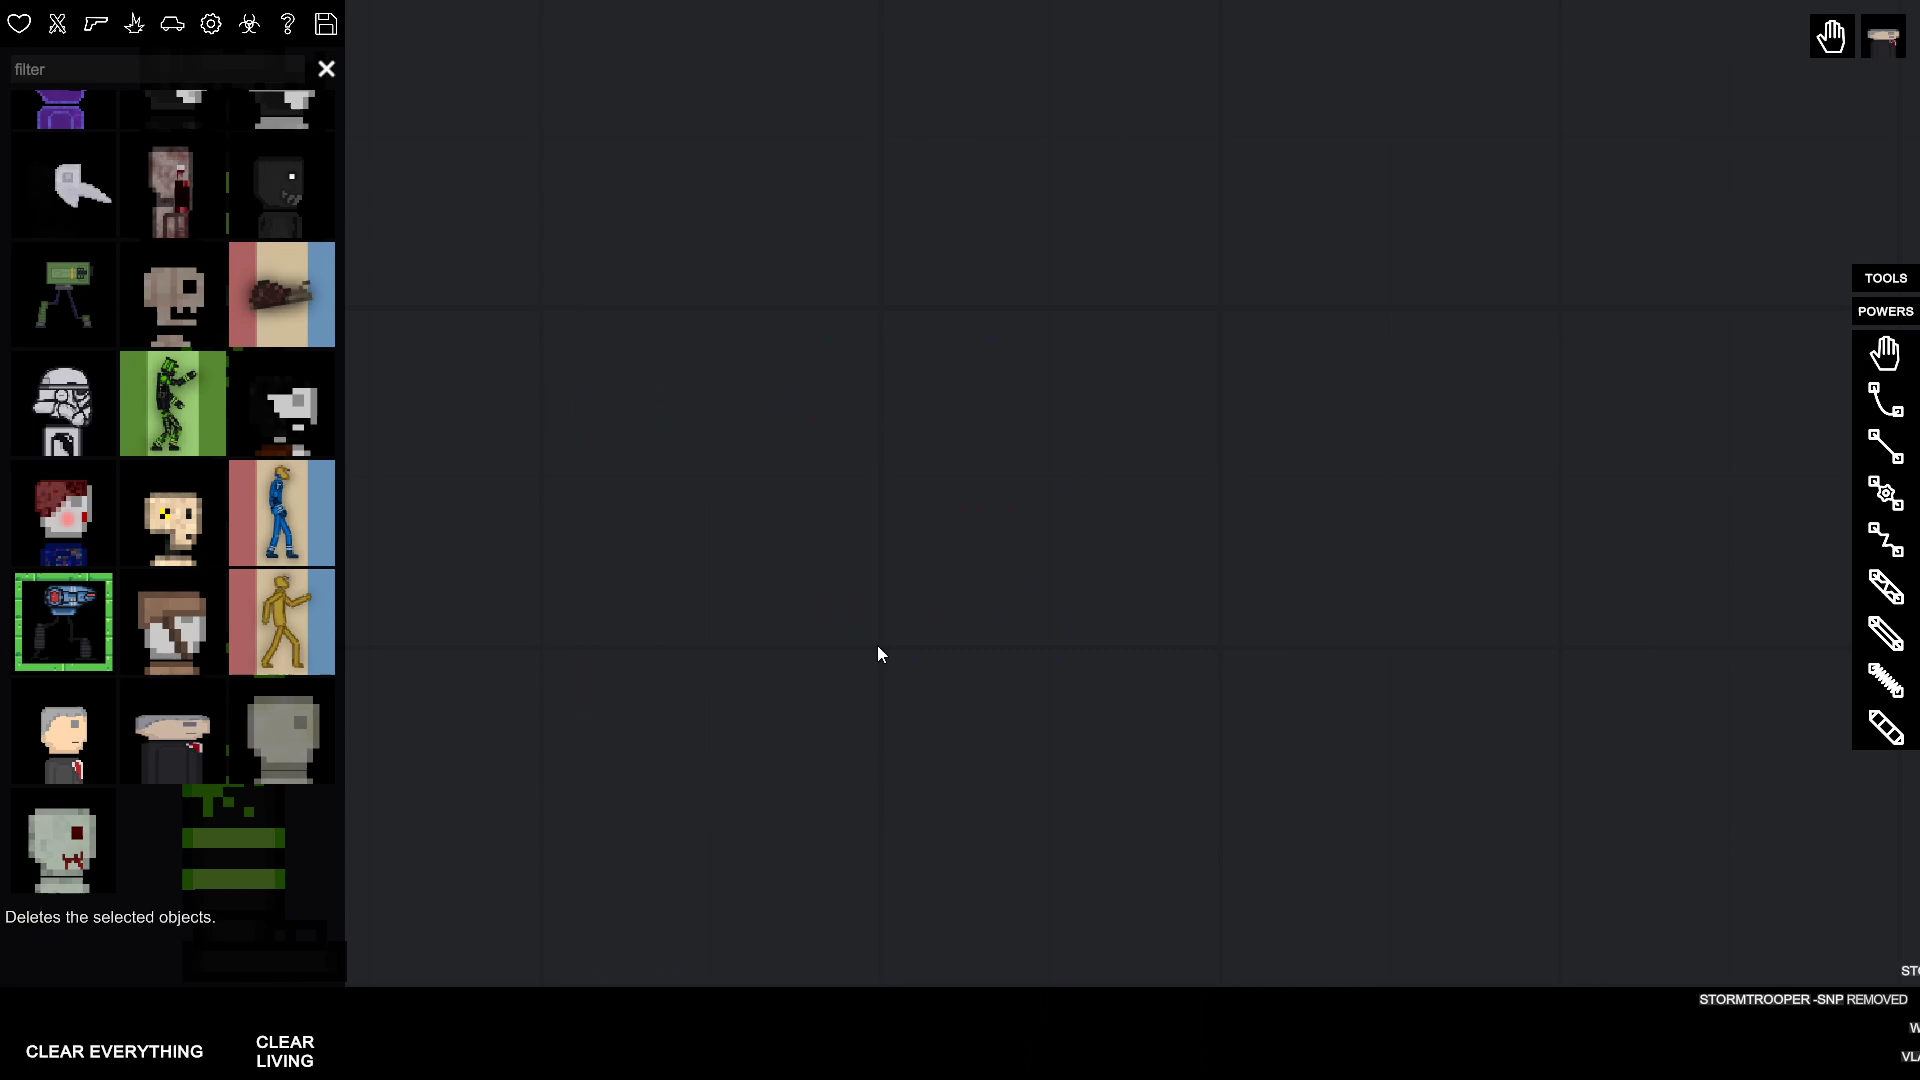 filter
TOOLS
POWERS
Deletes the selected objects.
STORMTROOPER -SNP REMOVED
CLEAR EVERYTHING
CLEAR
LIVING